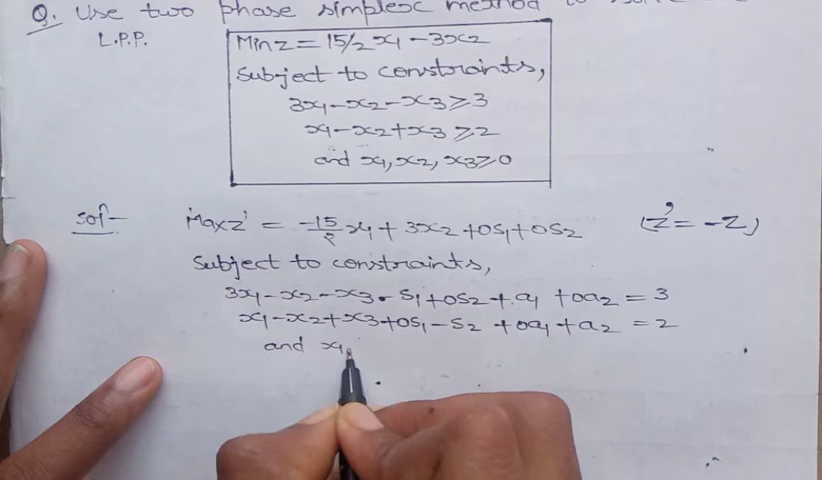 Q. Use two phase simplex method to
L.P.P.
Min Z = 15/2 x1 - 3x2
Subject to constraints,
3x1 - x2 - x3 ≥ 3
x1 - x2 + x3 ≥ 2
and x1, x2, x3 ≥ 0
Sol- Max Z' = -15/2 x1 + 3x2 + 0s1 + 0s2 (Z' = -Z)
Subject to constraints,
3x1 - x2 - x3 - s1 + 0s2 + a1 + 0a2 = 3
x1 - x2 + x3 + 0s1 - s2 + 0a1 + a2 = 2
and x1,